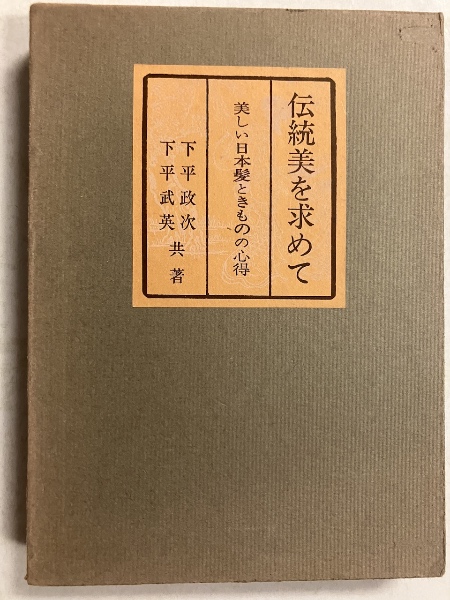 伝統美を求めて
美しい日本髪ときものの心得
下平政次
下平武英
共著